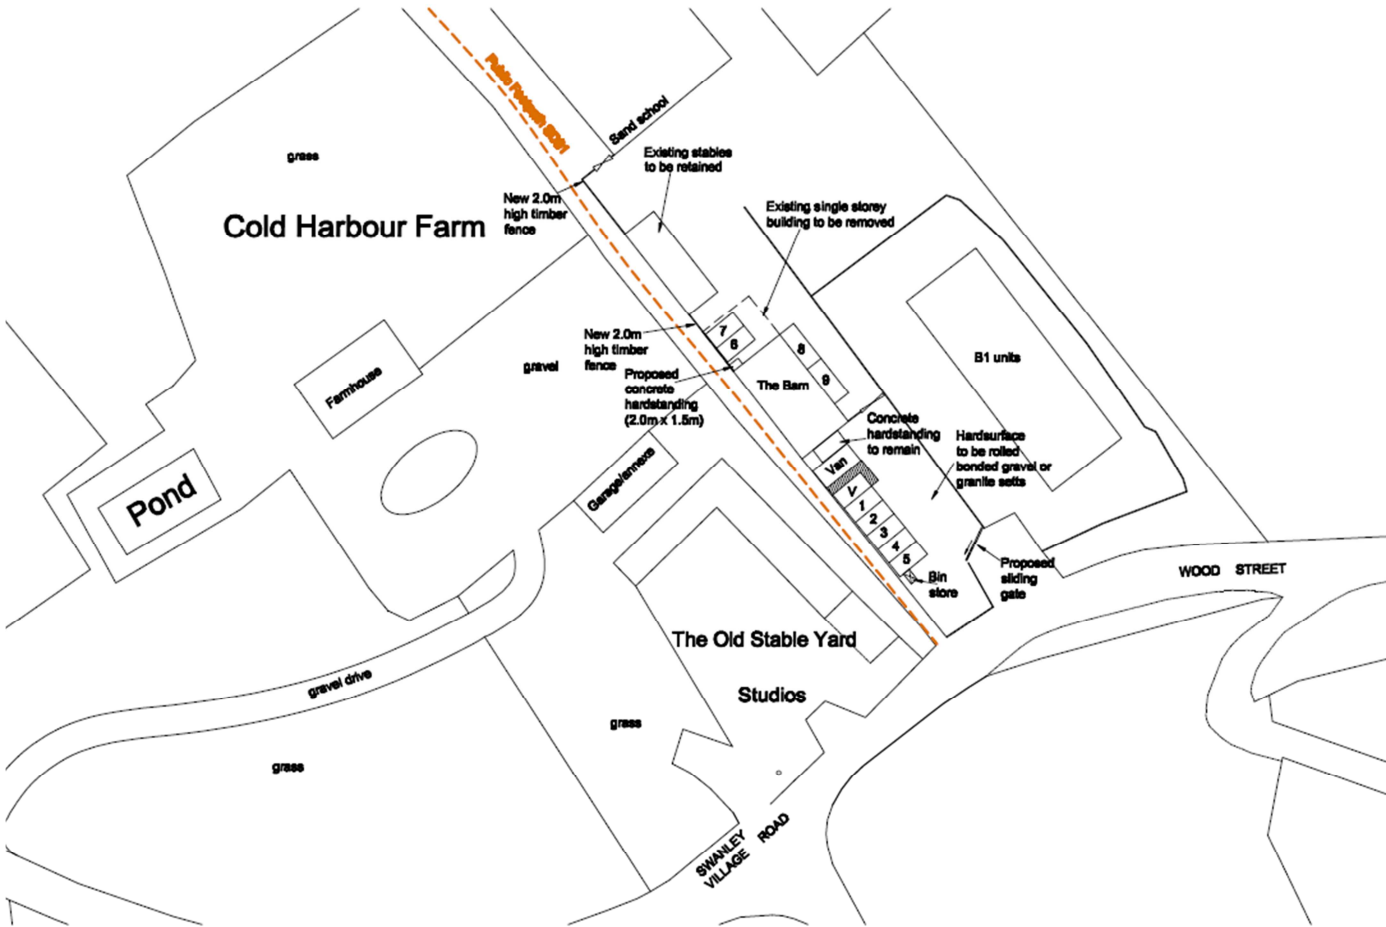 Public Footpath SD81
Sand school
Existing stables
to be retained
grass
New 2.0m
high timber
fence
Cold Harbour Farm
Existing single storey
building to be removed
New 2.0m
high timber
fence
7
6
8
9
B1 units
gravel
Farmhouse
Proposed
concrete
hardstanding
(2.0m x 1.5m)
The Barn
Concrete
hardstanding
to remain
Hardsurface
to be rolled
bonded gravel or
granite setts
Garage/annexe
Van
V
1
2
3
4
5
Pond
Bin
store
Proposed
sliding
gate
WOOD STREET
The Old Stable Yard
Studios
gravel drive
grass
grass
SWANLEY
VILLAGE ROAD